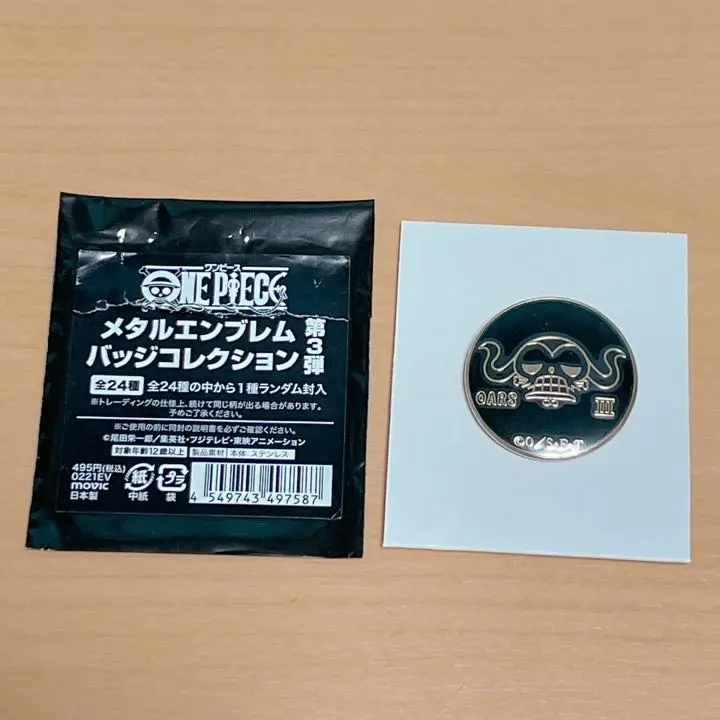 ワンピース
ONE PIECE
メタルエンブレム
バッジコレクション
第3弾
全24種 全24種の中から1種ランダム封入
※トレーディングの仕様上、続けて同じ柄が出る場合があります。
予めご了承ください。
※ご使用の前に同封の説明書を必ずご確認ください。
©尾田栄一郎/集英社・フジテレビ・東映アニメーション
対象年齢12歳以上 製品素材 本体:ステンレス
495円(税込)
0221EV
movic
日本製
紙
中紙
プラ
袋
4 549743 497587
OARS III
©O/S.F.T